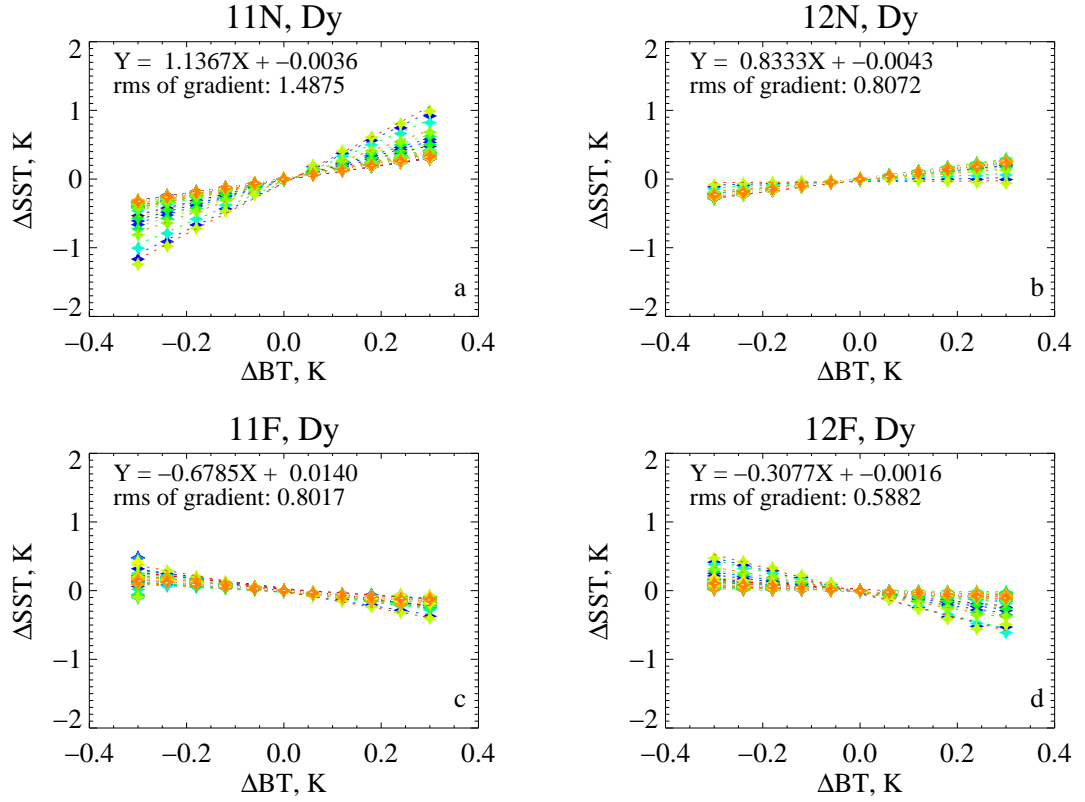 11N, Dy
Y =  1.1367X + −0.0036
rms of gradient: 1.4875
2
1
0
−1
−2
ΔSST, K
a
−0.4
−0.2
0.0
0.2
0.4
ΔBT, K
12N, Dy
Y =  0.8333X + −0.0043
rms of gradient: 0.8072
2
1
0
−1
−2
ΔSST, K
b
−0.4
−0.2
0.0
0.2
0.4
ΔBT, K
11F, Dy
Y = −0.6785X +  0.0140
rms of gradient: 0.8017
2
1
0
−1
−2
ΔSST, K
c
−0.4
−0.2
0.0
0.2
0.4
ΔBT, K
12F, Dy
Y = −0.3077X + −0.0016
rms of gradient: 0.5882
2
1
0
−1
−2
ΔSST, K
d
−0.4
−0.2
0.0
0.2
0.4
ΔBT, K